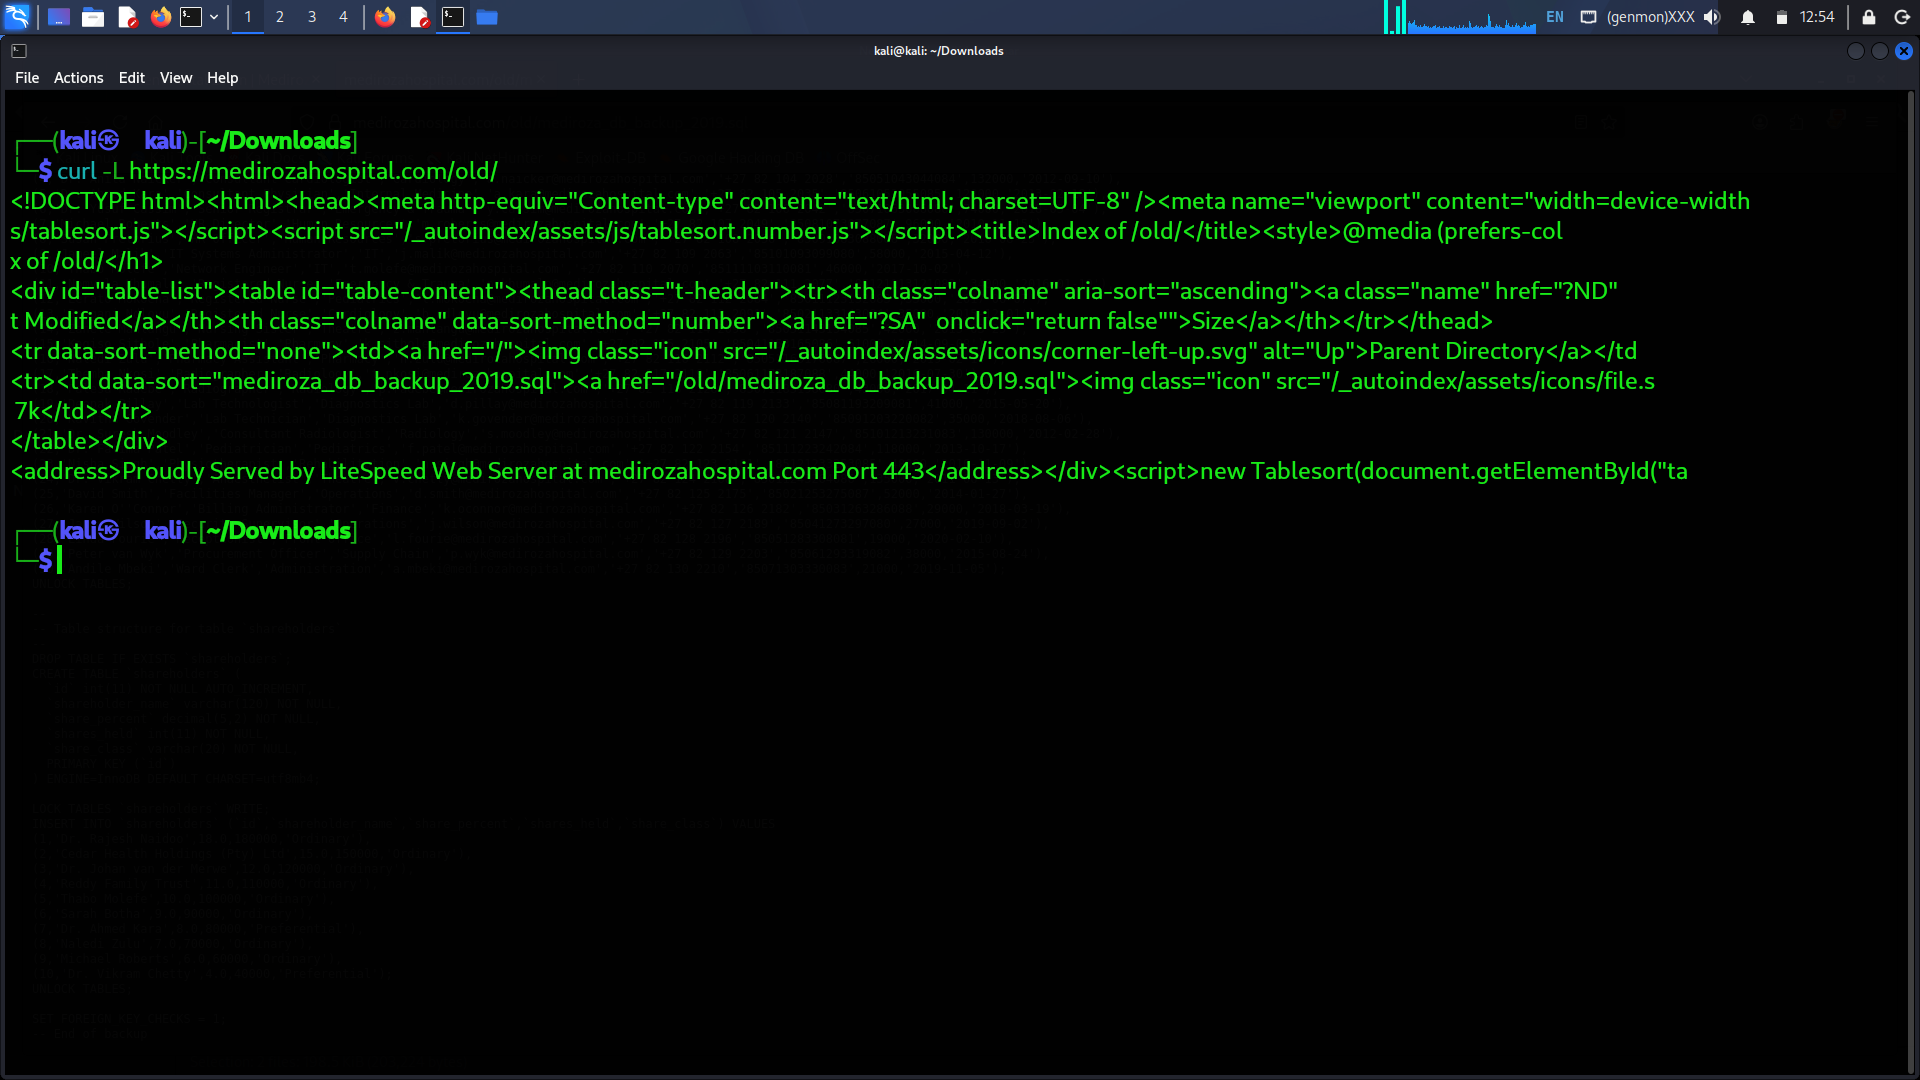 1 2 3 4 EN (genmon)XXX 12:54
kali@kali: ~/Downloads
File Actions Edit View Help
┌──(kali㉿kali)-[~/Downloads]
└─$ curl -L https://medirozahospital.com/old/
<!DOCTYPE html><html><head><meta http-equiv="Content-type" content="text/html; charset=UTF-8" /><meta name="viewport" content="width=device-width
s/tablesort.js"></script><script src="/_autoindex/assets/js/tablesort.number.js"></script><title>Index of /old/</title><style>@media (prefers-col
x of /old/</h1>
<div id="table-list"><table id="table-content"><thead class="t-header"><tr><th class="colname" aria-sort="ascending"><a class="name" href="?ND"
t Modified</a></th><th class="colname" data-sort-method="number"><a href="?SA"  onclick="return false"">Size</a></th></tr></thead>
<tr data-sort-method="none"><td><a href="/"><img class="icon" src="/_autoindex/assets/icons/corner-left-up.svg" alt="Up">Parent Directory</a></td
<tr><td data-sort="mediroza_db_backup_2019.sql"><a href="/old/mediroza_db_backup_2019.sql"><img class="icon" src="/_autoindex/assets/icons/file.s
7k</td></tr>
</table></div>
<address>Proudly Served by LiteSpeed Web Server at medirozahospital.com Port 443</address></div><script>new Tablesort(document.getElementById("ta
┌──(kali㉿kali)-[~/Downloads]
└─$